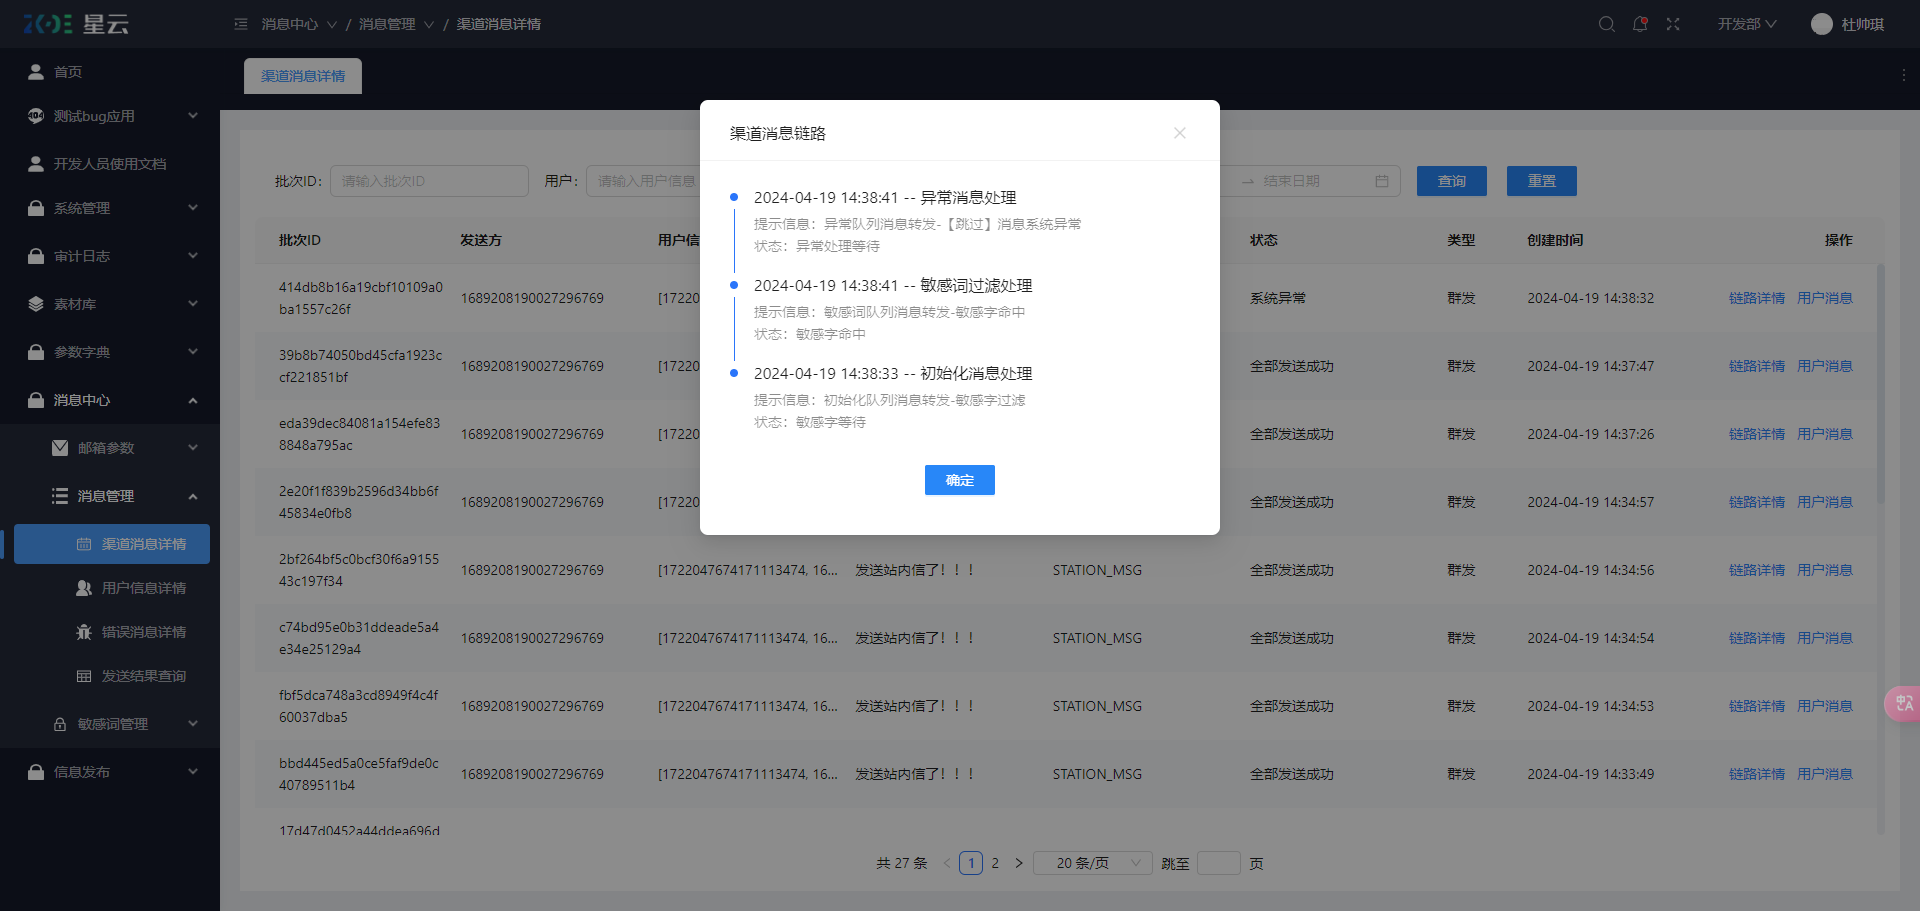 星云
消息中心 / 消息管理 / 渠道消息详情
开发部
杜帅琪
首页
测试bug应用
开发人员使用文档
系统管理
审计日志
素材库
参数字典
消息中心
邮箱参数
消息管理
渠道消息详情
用户信息详情
错误消息详情
发送结果查询
敏感词管理
信息发布
渠道消息详情
批次ID: 请输入批次ID 用户: 请输入用户信息 → 结束日期 查询 重置
批次ID 发送方 用户信 状态 类型 创建时间 操作
414db8b16a19cbf10109a0
ba1557c26f
1689208190027296769 [17220 系统异常 群发 2024-04-19 14:38:32 链路详情 用户消息
39b8b74050bd45cfa1923c
cf221851bf
1689208190027296769 [17220 全部发送成功 群发 2024-04-19 14:37:47 链路详情 用户消息
eda39dec84081a154efe83
8848a795ac
1689208190027296769 [17220 全部发送成功 群发 2024-04-19 14:37:26 链路详情 用户消息
2e20f1f839b2596d34bb6f
45834e0fb8
1689208190027296769 [17220 全部发送成功 群发 2024-04-19 14:34:57 链路详情 用户消息
2bf264bf5c0bcf30f6a9155
43c197f34
1689208190027296769 [1722047674171113474, 16... 发送站内信了！！！ STATION_MSG 全部发送成功 群发 2024-04-19 14:34:56 链路详情 用户消息
c74bd95e0b31ddeade5a4
e34e25129a4
1689208190027296769 [1722047674171113474, 16... 发送站内信了！！！ STATION_MSG 全部发送成功 群发 2024-04-19 14:34:54 链路详情 用户消息
fbf5dca748a3cd8949f4c4f
60037dba5
1689208190027296769 [1722047674171113474, 16... 发送站内信了！！！ STATION_MSG 全部发送成功 群发 2024-04-19 14:34:53 链路详情 用户消息
bbd445ed5a0ce5faf9de0c
40789511b4
1689208190027296769 [1722047674171113474, 16... 发送站内信了！！！ STATION_MSG 全部发送成功 群发 2024-04-19 14:33:49 链路详情 用户消息
17d47d0452a44ddea696d
共 27 条 < 1 2 > 20 条/页 跳至 页
渠道消息链路
2024-04-19 14:38:41 -- 异常消息处理
提示信息：异常队列消息转发-【跳过】消息系统异常
状态：异常处理等待
2024-04-19 14:38:41 -- 敏感词过滤处理
提示信息：敏感词队列消息转发-敏感字命中
状态：敏感字命中
2024-04-19 14:38:33 -- 初始化消息处理
提示信息：初始化队列消息转发-敏感字过滤
状态：敏感字等待
确定